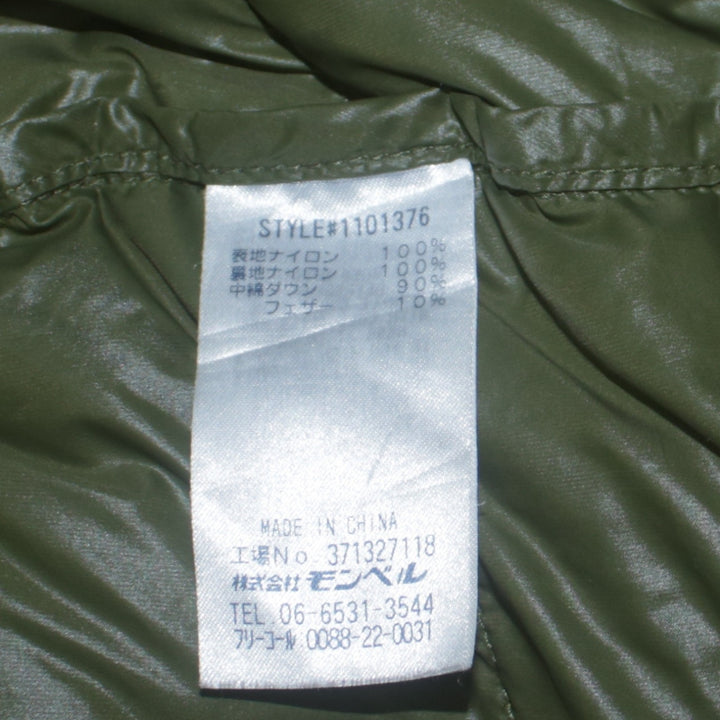 STYLE#1101376
表地ナイロン 100%
裏地ナイロン 100%
中綿ダウン 90%
フェザー 10%
MADE IN CHINA
工場No. 371327118
株式会社 モンベル
TEL. 06-6531-3544
フリーコール 0088-22-0031